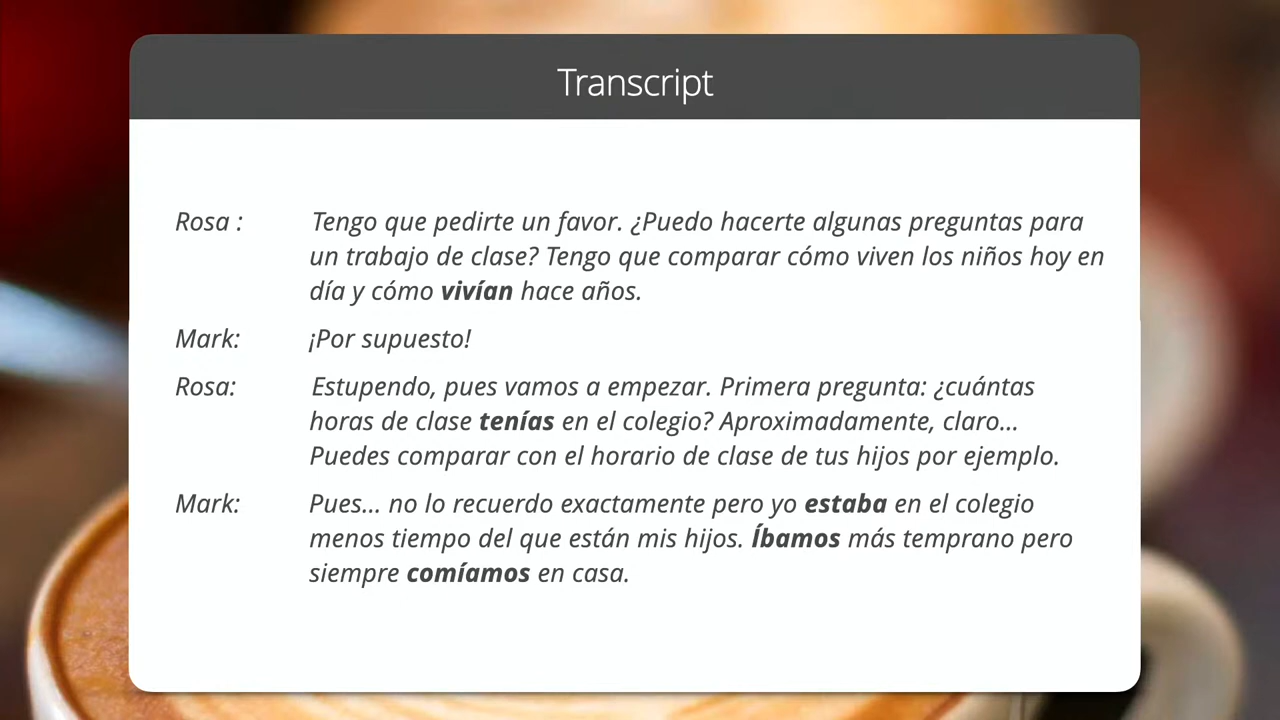 Transcript
Rosa : Tengo que pedirte un favor. ¿Puedo hacerte algunas preguntas para
un trabajo de clase? Tengo que comparar cómo viven los niños hoy en
día y cómo vivían hace años.
Mark: ¡Por supuesto!
Rosa: Estupendo, pues vamos a empezar. Primera pregunta: ¿cuántas
horas de clase tenías en el colegio? Aproximadamente, claro...
Puedes comparar con el horario de clase de tus hijos por ejemplo.
Mark: Pues... no lo recuerdo exactamente pero yo estaba en el colegio
menos tiempo del que están mis hijos. Íbamos más temprano pero
siempre comíamos en casa.